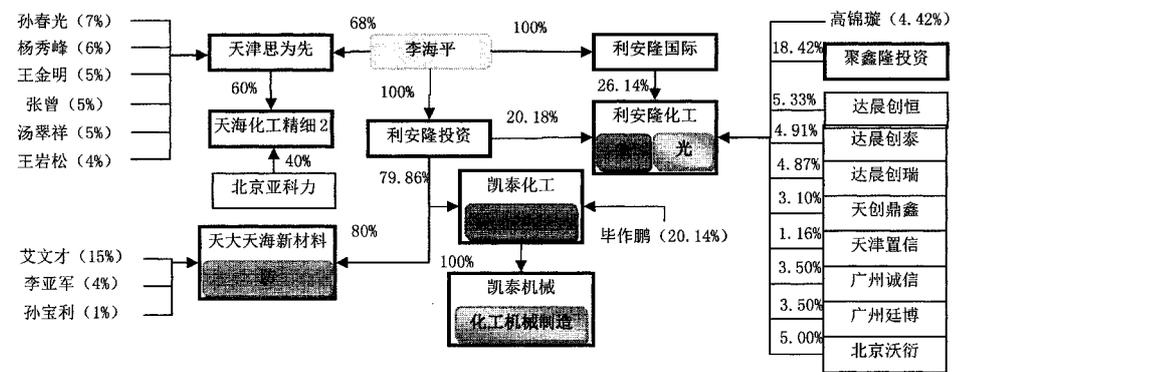 孙春光（7%）
杨秀峰（6%）
王金明（5%）
张曾（5%）
汤翠祥（5%）
王岩松（4%）
天津思为先
68%
李海平
100%
利安隆国际
60%
天海化工精细2
40%
北京亚科力
100%
利安隆投资
20.18%
26.14%
利安隆化工
光
79.86%
凯泰化工
毕作鹏（20.14%）
100%
凯泰机械
化工机械制造
80%
天大天海新材料
艾文才（15%）
李亚军（4%）
孙宝利（1%）
高锦璇（4.42%）
18.42%
聚鑫隆投资
5.33%
达晨创恒
4.91%
达晨创泰
4.87%
达晨创瑞
3.10%
天创鼎鑫
1.16%
天津置信
3.50%
广州诚信
3.50%
广州廷博
5.00%
北京沃衍